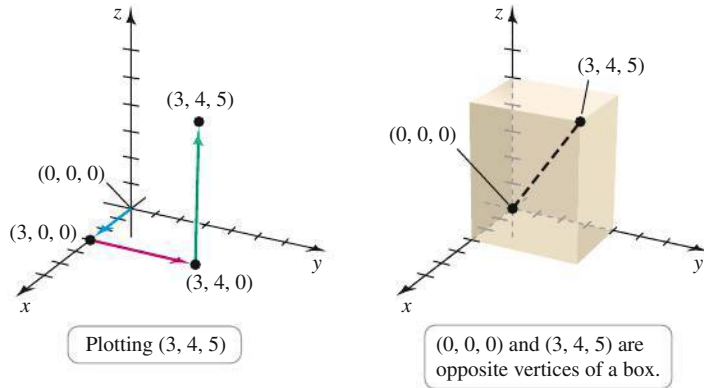 z
(3, 4, 5)
(0, 0, 0)
(3, 0, 0)
(3, 4, 0)
x
y
Plotting (3, 4, 5)
z
(3, 4, 5)
(0, 0, 0)
x
y
(0, 0, 0) and (3, 4, 5) are
opposite vertices of a box.